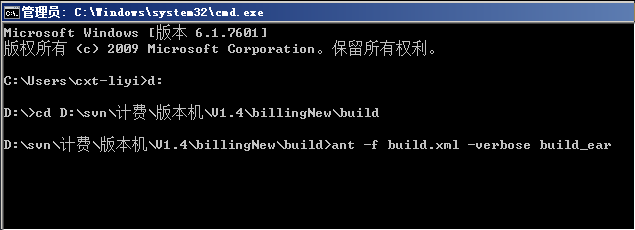 管理员: C:\Windows\system32\cmd.exe
Microsoft Windows [版本 6.1.7601]
版权所有 (c) 2009 Microsoft Corporation。保留所有权利。
C:\Users\cxt-liyi>d:
D:\>cd D:\svn\计费\版本机\V1.4\billingNew\build
D:\svn\计费\版本机\V1.4\billingNew\build>ant -f build.xml -verbose build_ear